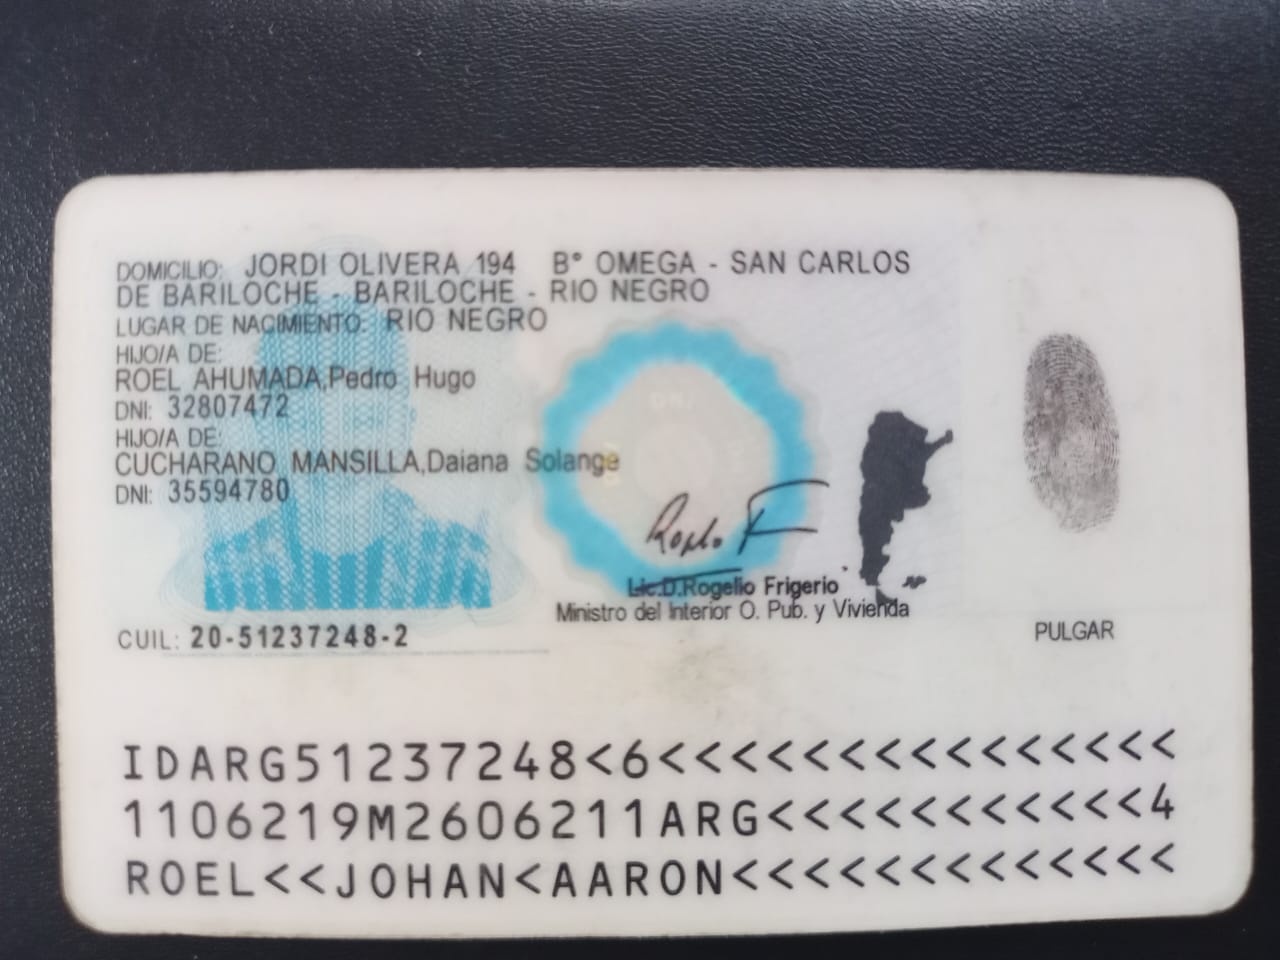 DOMICILIO: JORDI OLIVERA 194 B° OMEGA - SAN CARLOS
DE BARILOCHE - BARILOCHE - RIO NEGRO
LUGAR DE NACIMIENTO: RIO NEGRO
HIJO/A DE:
ROEL AHUMADA,Pedro Hugo
DNI: 32807472
HIJO/A DE:
CUCHARANO MANSILLA,Daiana Solange
DNI: 35594780
DNI
Lic.D.Rogelio Frigerio
Ministro del Interior O. Pub. y Vivienda
CUIL: 20-51237248-2
PULGAR
IDARG51237248<6<<<<<<<<<<<<<<<
1106219M2606211ARG<<<<<<<<<<<4
ROEL<<JOHAN<AARON<<<<<<<<<<<<<